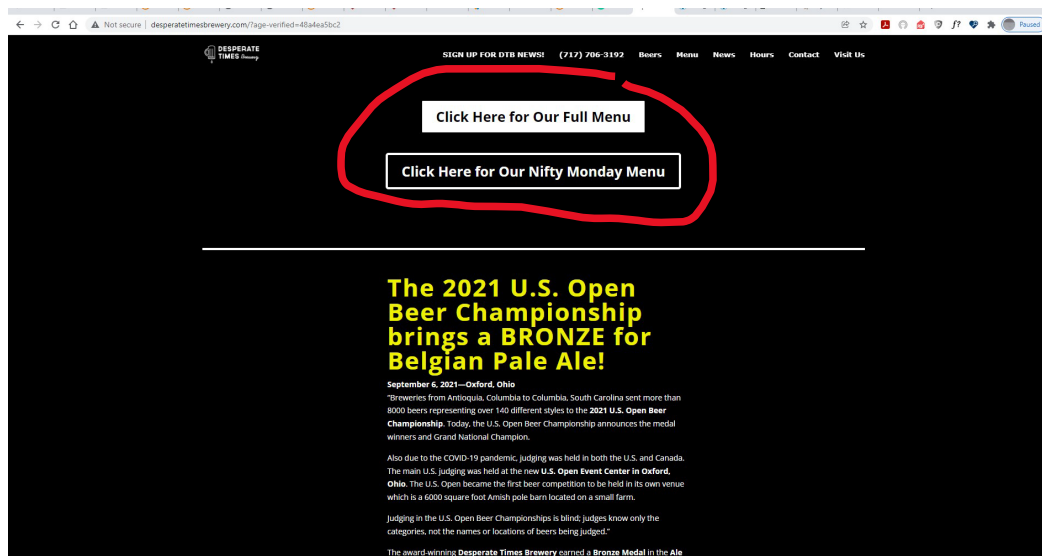 Not secure | desperatetimesbrewery.com/?age-verified=48a4ea5bc2
f?
Paused
DESPERATE
TIMES Brewery
SIGN UP FOR DTB NEWS! (717) 706-3192 Beers Menu News Hours Contact Visit Us
Click Here for Our Full Menu
Click Here for Our Nifty Monday Menu
The 2021 U.S. Open
Beer Championship
brings a BRONZE for
Belgian Pale Ale!
September 6, 2021—Oxford, Ohio
"Breweries from Antioquia, Columbia to Columbia, South Carolina sent more than
8000 beers representing over 140 different styles to the 2021 U.S. Open Beer
Championship. Today, the U.S. Open Beer Championship announces the medal
winners and Grand National Champion.
Also due to the COVID-19 pandemic, judging was held in both the U.S. and Canada.
The main U.S. judging was held at the new U.S. Open Event Center in Oxford,
Ohio. The U.S. Open became the first beer competition to be held in its own venue
which is a 6000 square foot Amish pole barn located on a small farm.
Judging in the U.S. Open Beer Championships is blind; judges know only the
categories, not the names or locations of beers being judged."
The award-winning Desperate Times Brewery earned a Bronze Medal in the Ale